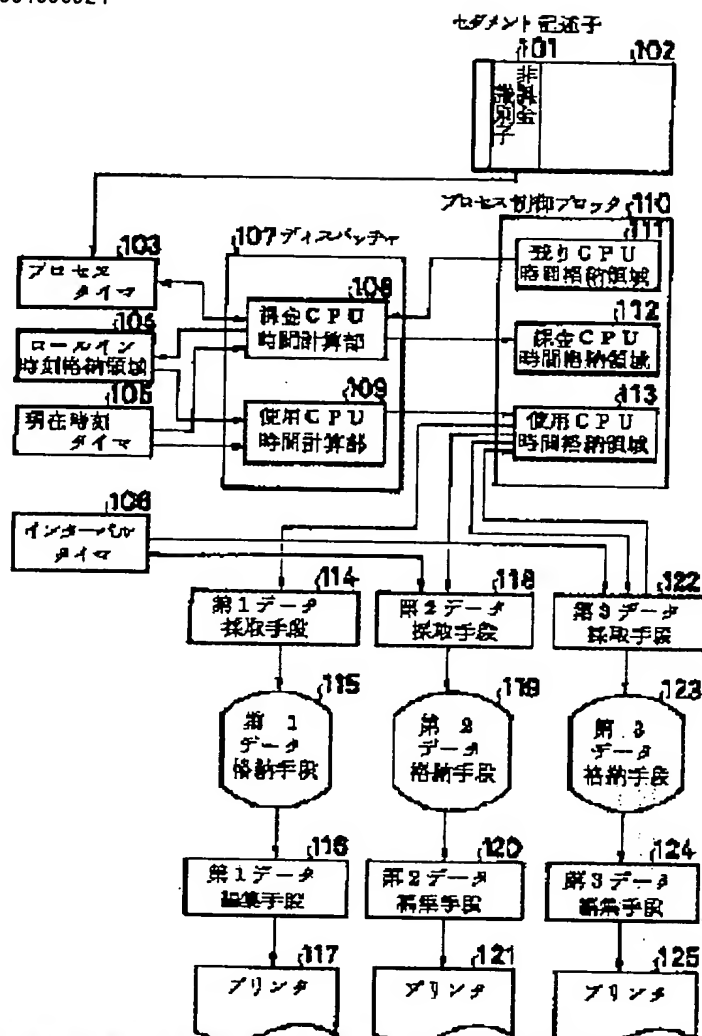 セグメント記述子
101
102
非課金
識別子
プロセス制御ブロック
110
107 ディスパッチャ
111
103
プロセス
タイマ
残りCPU
時間格納領域
108
課金CPU
時間計算部
112
104
ロールイン
時刻格納領域
課金CPU
時間格納領域
105
109
113
現在時刻
タイマ
使用CPU
時間計算部
使用CPU
時間格納領域
106
インターバル
タイマ
114
118
122
第1データ
採取手段
第2データ
採取手段
第3データ
採取手段
115
119
123
第1
データ
格納手段
第2
データ
格納手段
第3
データ
格納手段
116
120
124
第1データ
編集手段
第2データ
編集手段
第3データ
編集手段
117
121
125
プリンタ
プリンタ
プリンタ